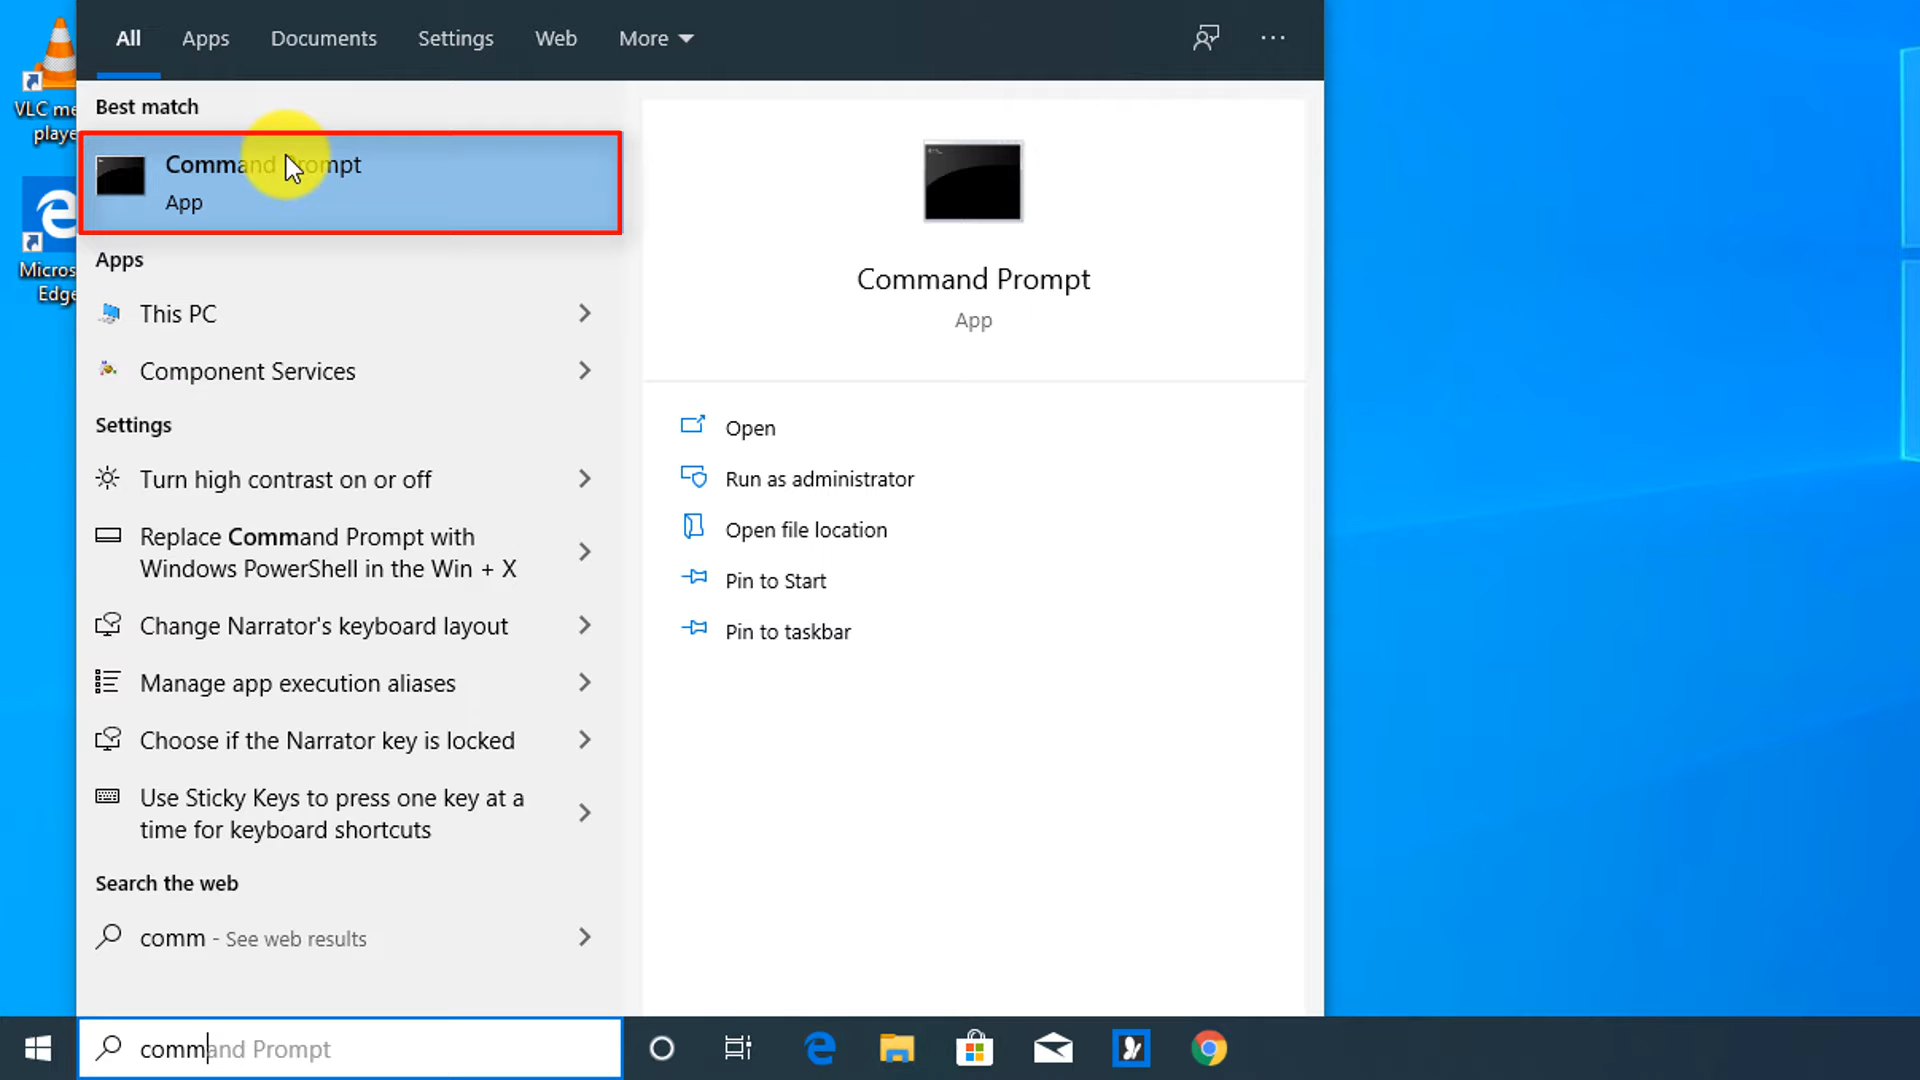 All Apps Documents Settings Web More
VLC me
playe
Micros
Edge
Best match
Command Prompt
App
Apps
This PC
Component Services
Settings
Turn high contrast on or off
Replace Command Prompt with
Windows PowerShell in the Win + X
Change Narrator's keyboard layout
Manage app execution aliases
Choose if the Narrator key is locked
Use Sticky Keys to press one key at a
time for keyboard shortcuts
Search the web
comm - See web results
Command Prompt
App
Open
Run as administrator
Open file location
Pin to Start
Pin to taskbar
command Prompt